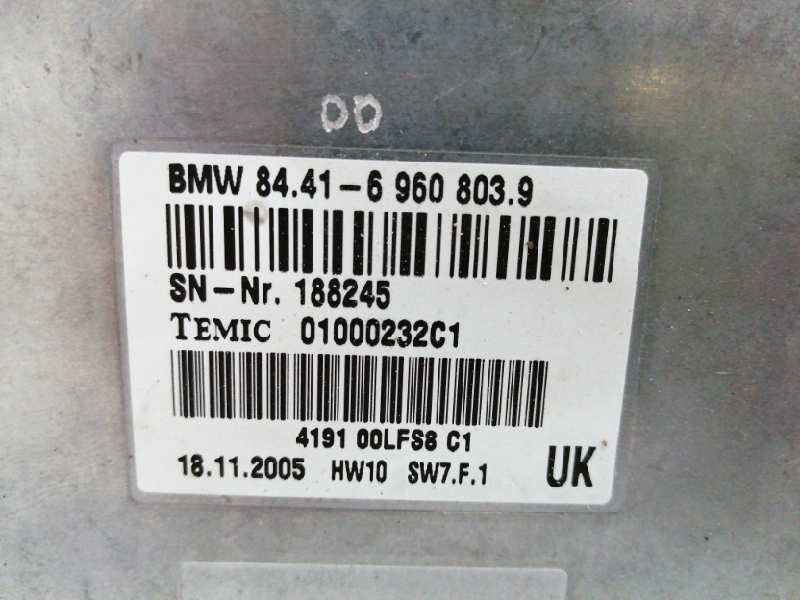 OD
BMW 84.41-6 960 803.9
SN-Nr. 188245
TEMIC 01000232C1
4191 00LFS8 C1
18.11.2005 HW10 SW7.F.1 UK